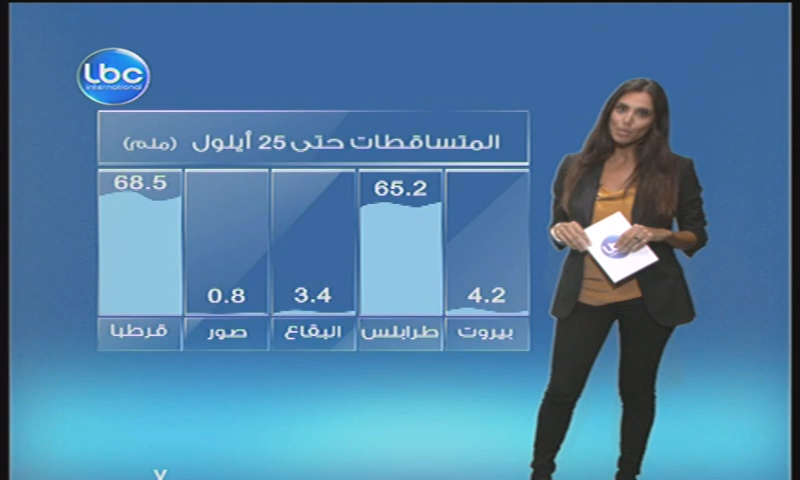 lbc
international
المتساقطات حتى 25 أيلول (ملم)
4.2 65.2 3.4 0.8 68.5
بيروت طرابلس البقاع صور قرطبا